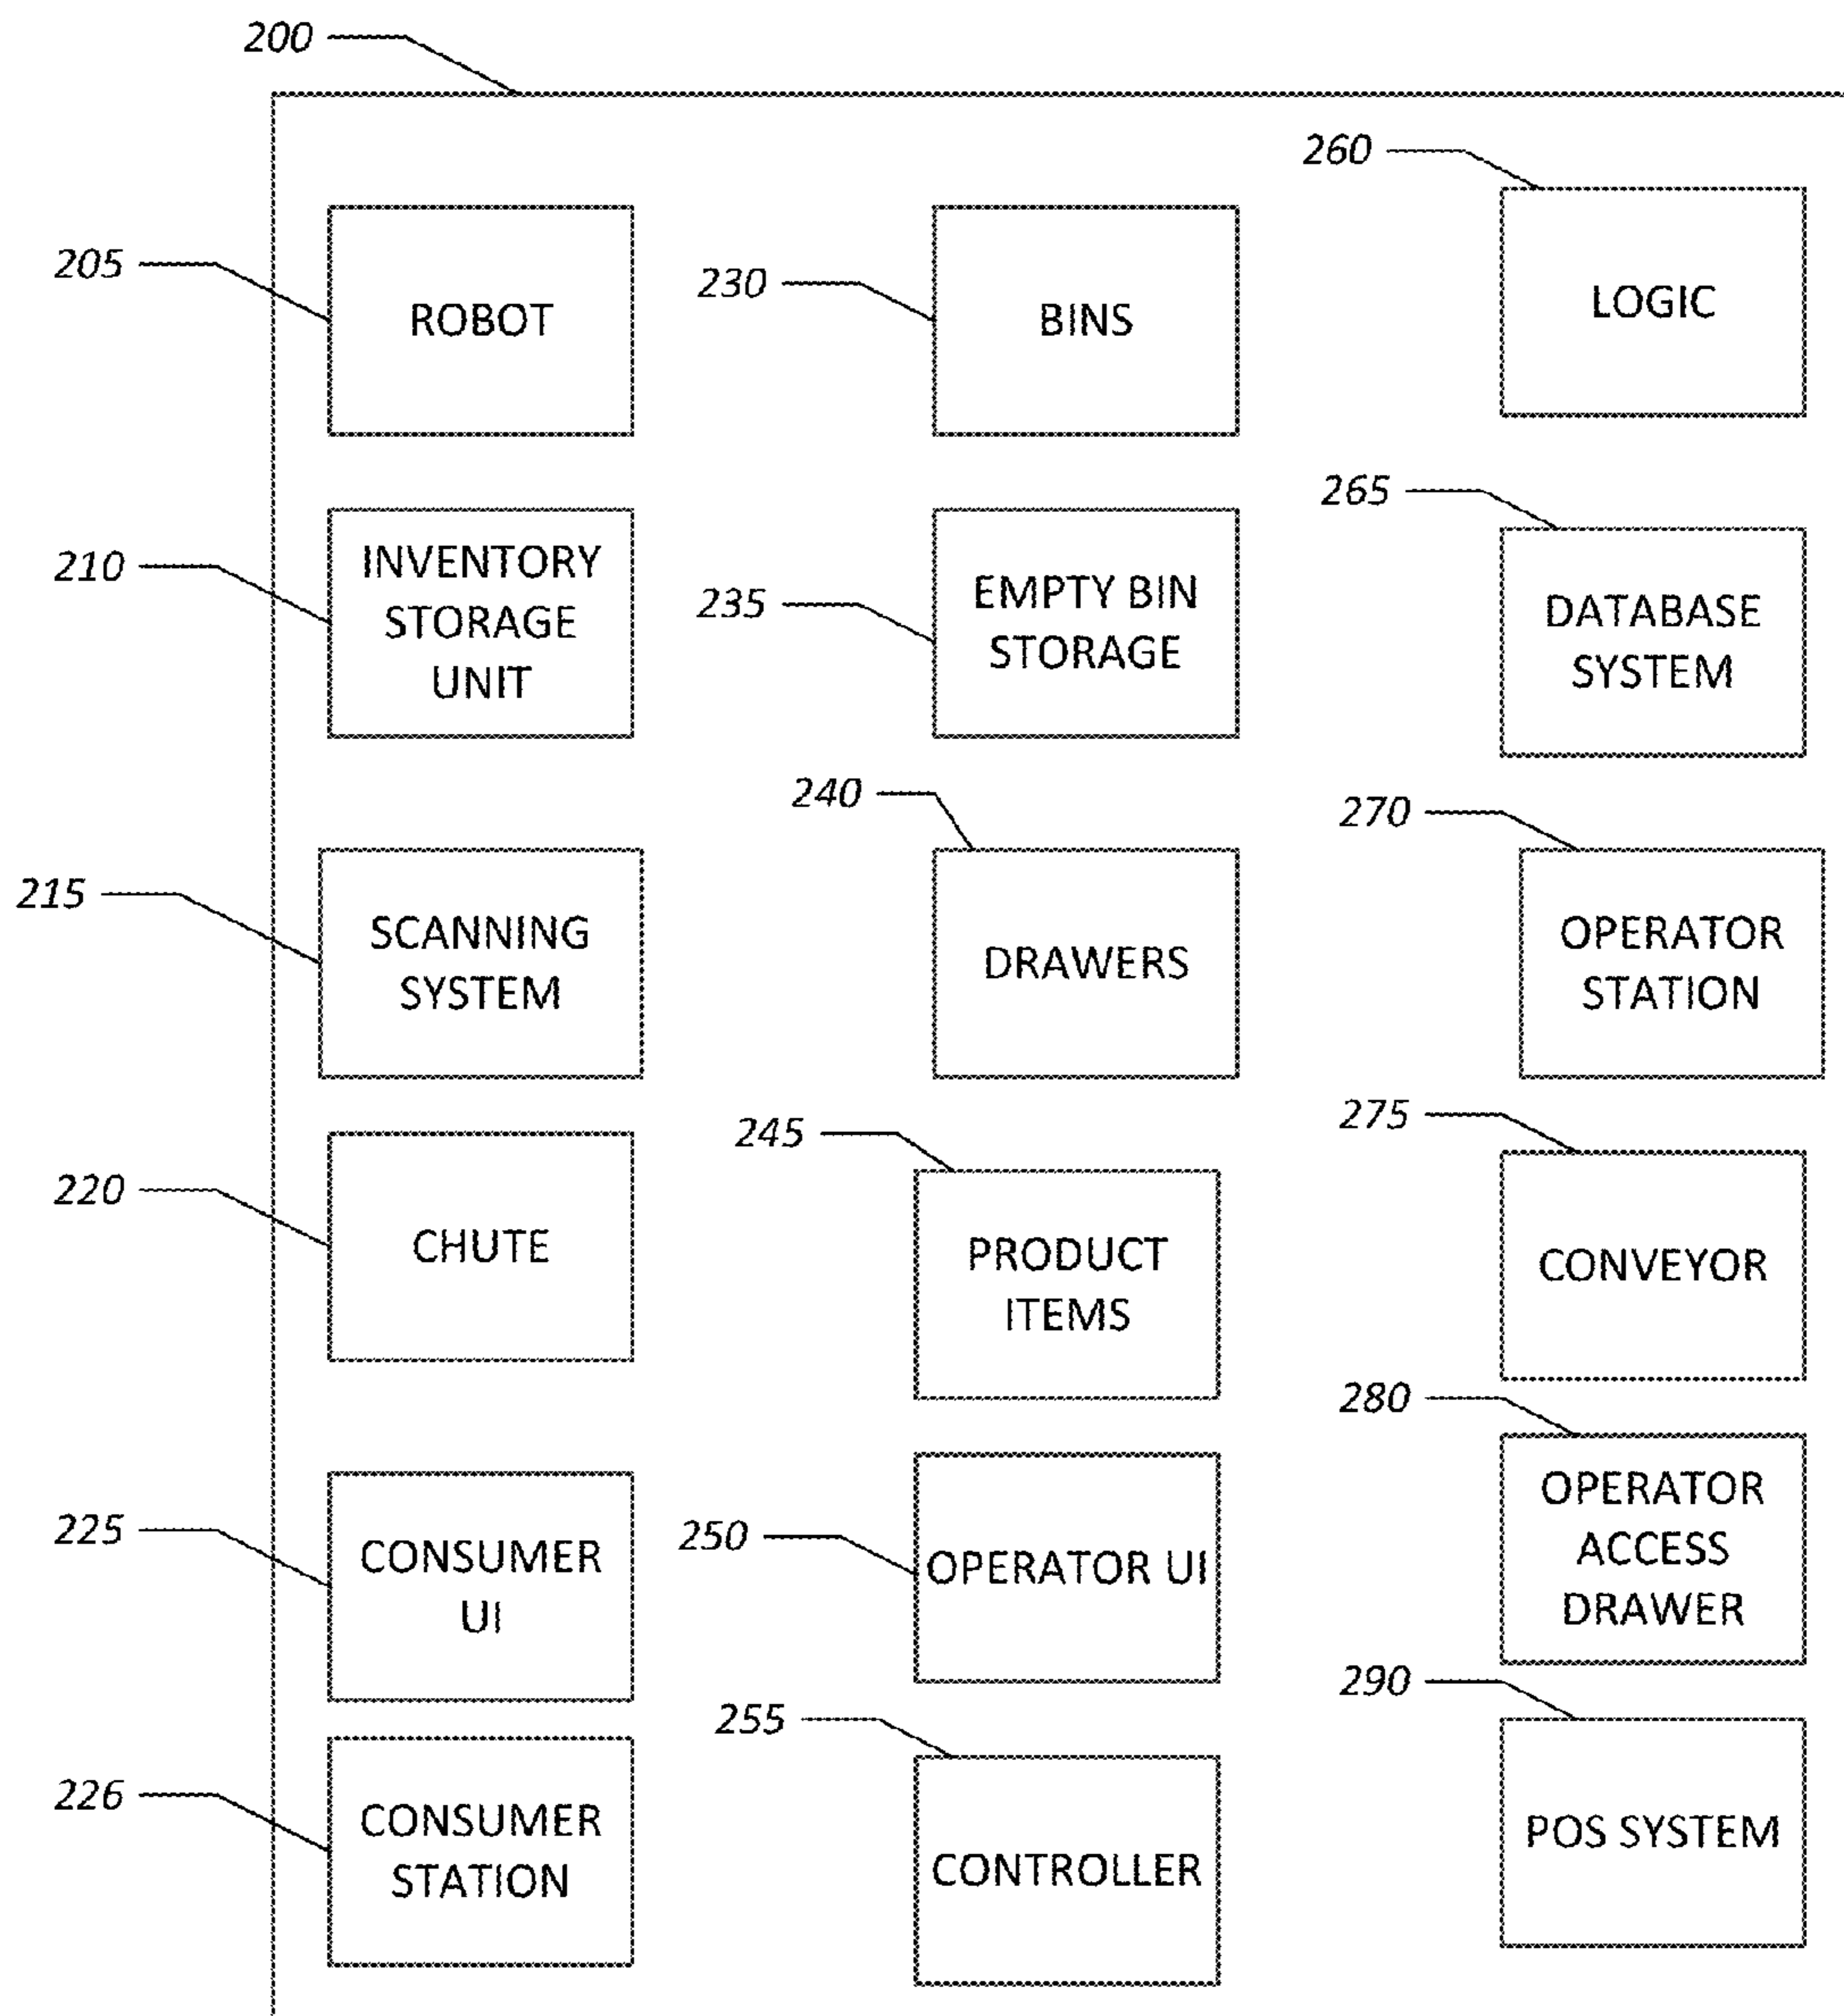 200
260
205
ROBOT
230
BINS
LOGIC
265
210
INVENTORY
STORAGE
UNIT
235
EMPTY BIN
STORAGE
DATABASE
SYSTEM
240
270
215
SCANNING
SYSTEM
DRAWERS
OPERATOR
STATION
245
275
220
CHUTE
PRODUCT
ITEMS
CONVEYOR
280
225
CONSUMER
UI
250
OPERATOR UI
OPERATOR
ACCESS
DRAWER
255
290
226
CONSUMER
STATION
CONTROLLER
POS SYSTEM